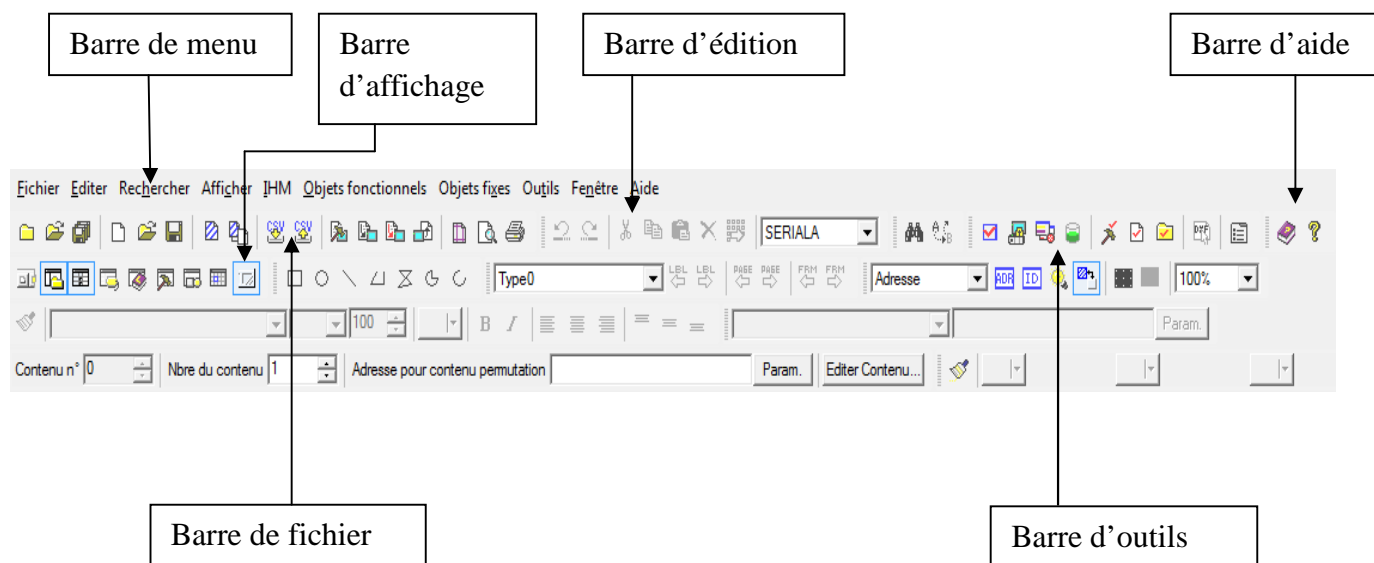 Barre de menu
Barre
d’affichage
Barre d’édition
Barre d’aide
Fichier Editer Rechercher Afficher IHM Objets fonctionnels Objets fixes Outils Fenêtre Aide
CSV CSV SERIALA
Type0 LBL LBL PAGE PAGE FRM FRM Adresse ADR ID 100%
100 B I Param.
Contenu n° 0 Nbre du contenu 1 Adresse pour contenu permutation Param. Editer Contenu...
Barre de fichier
Barre d’outils